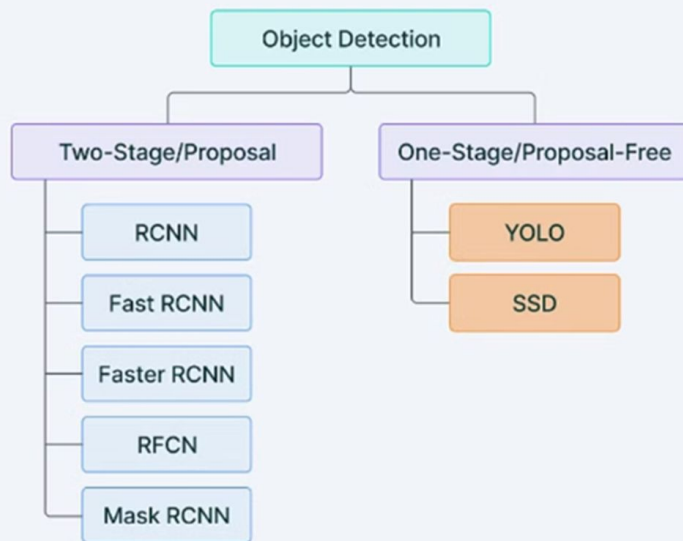 Object Detection
Two-Stage/Proposal
One-Stage/Proposal-Free
RCNN
Fast RCNN
Faster RCNN
RFCN
Mask RCNN
YOLO
SSD